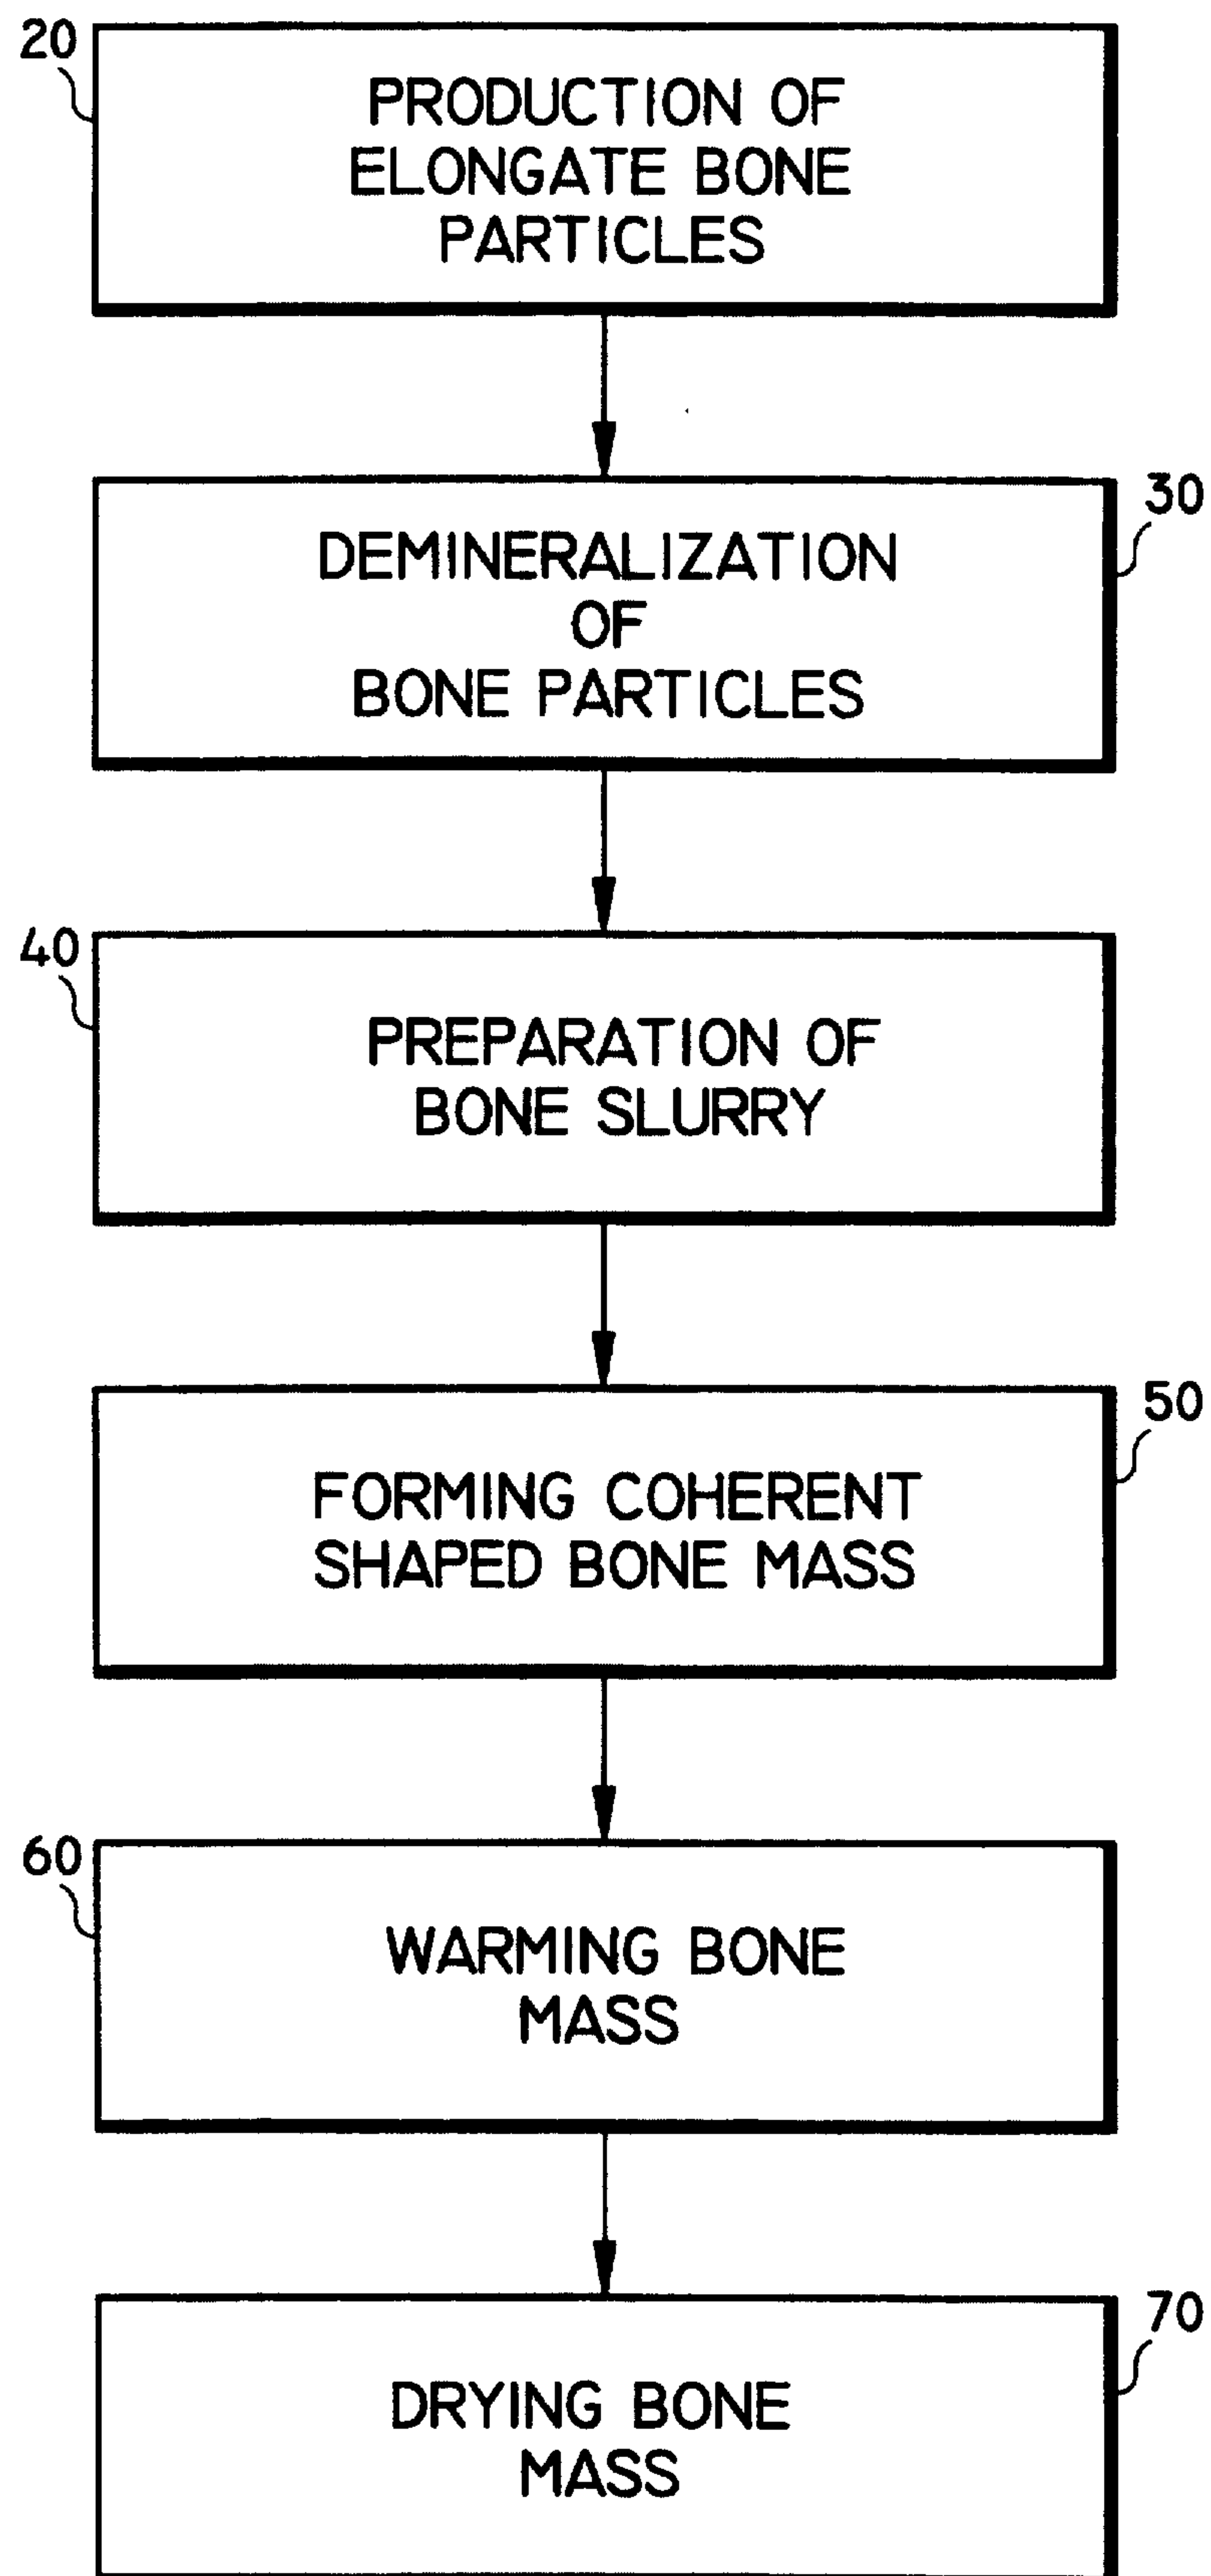 20
PRODUCTION OF
ELONGATE BONE
PARTICLES
30
DEMINERALIZATION
OF
BONE PARTICLES
40
PREPARATION OF
BONE SLURRY
50
FORMING COHERENT
SHAPED BONE MASS
60
WARMING BONE
MASS
70
DRYING BONE
MASS